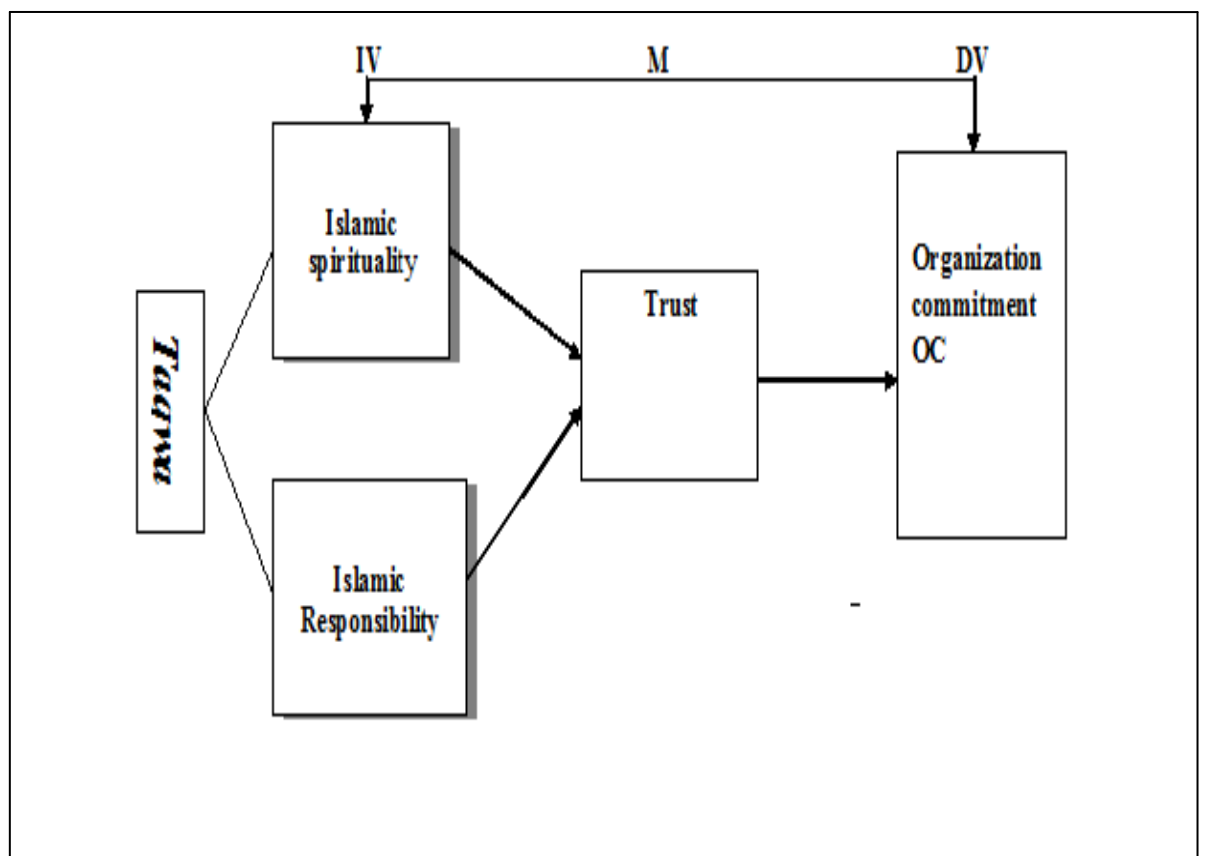 IV M DV
Islamic
spirituality
Taqwa
Trust
Organization
commitment
OC
Islamic
Responsibility